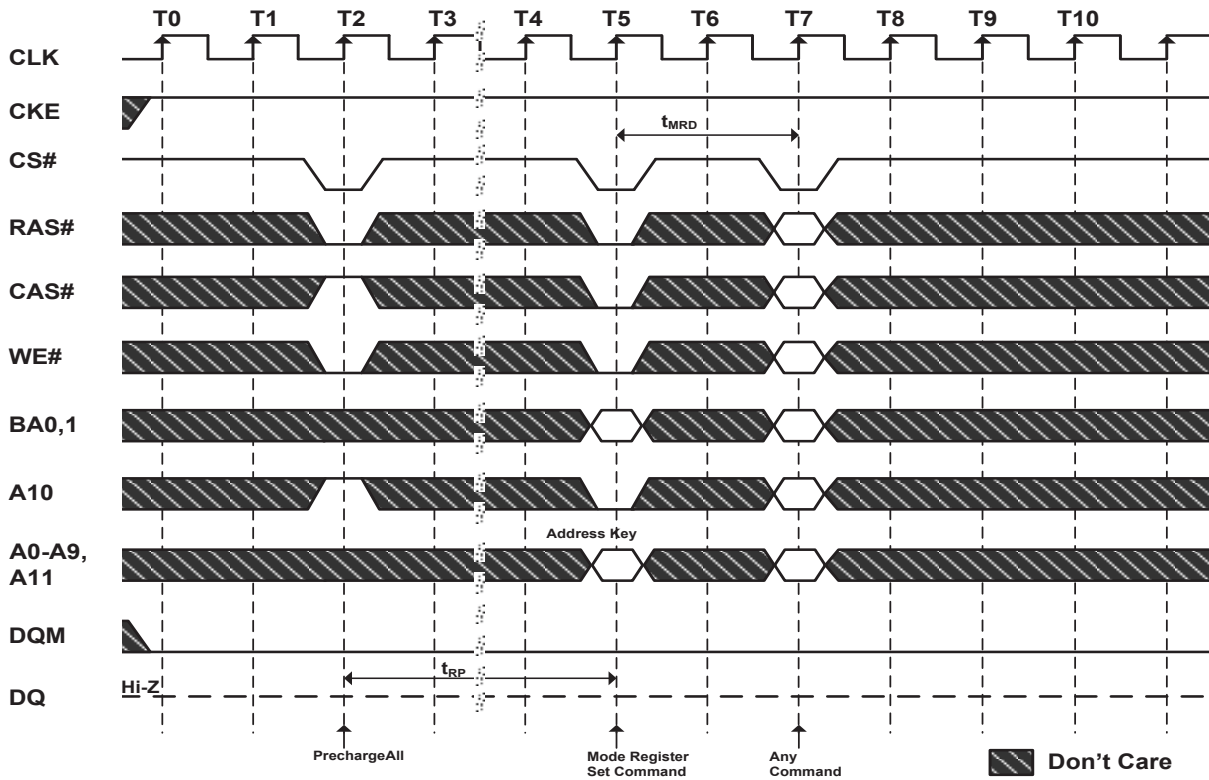 T0 T1 T2 T3 T4 T5 T6 T7 T8 T9 T10
CLK
CKE
tMRD
CS#
RAS#
CAS#
WE#
BA0,1
A10
Address Key
A0-A9,
A11
DQM
tRP
Hi-Z
DQ
PrechargeAll
Mode Register
Set Command
Any
Command
Don't Care